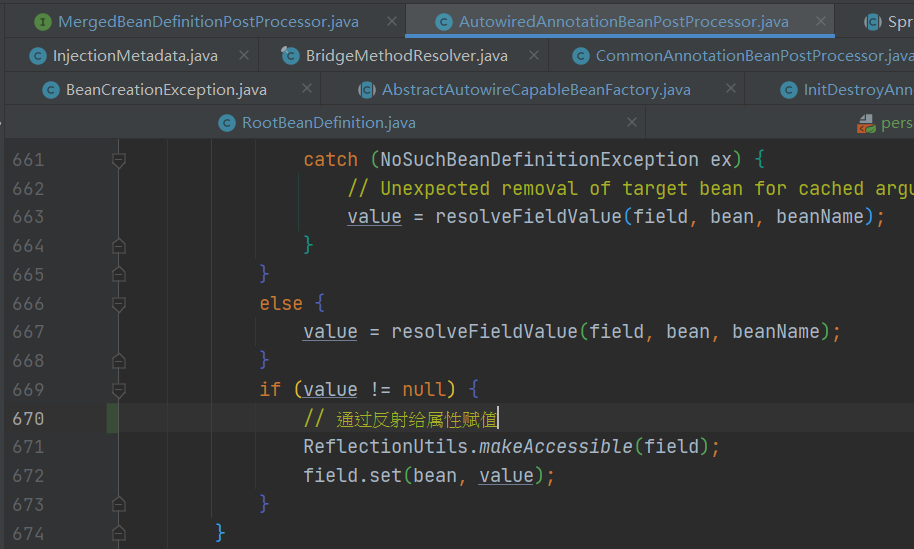 MergedBeanDefinitionPostProcessor.java AutowiredAnnotationBeanPostProcessor.java Spr
InjectionMetadata.java BridgeMethodResolver.java CommonAnnotationBeanPostProcessor.java
BeanCreationException.java AbstractAutowireCapableBeanFactory.java InitDestroyAnn
RootBeanDefinition.java pers
661 catch (NoSuchBeanDefinitionException ex) {
662 // Unexpected removal of target bean for cached argu
663 value = resolveFieldValue(field, bean, beanName);
664 }
665 }
666 else {
667 value = resolveFieldValue(field, bean, beanName);
668 }
669 if (value != null) {
670 // 通过反射给属性赋值
671 ReflectionUtils.makeAccessible(field);
672 field.set(bean, value);
673 }
674 }